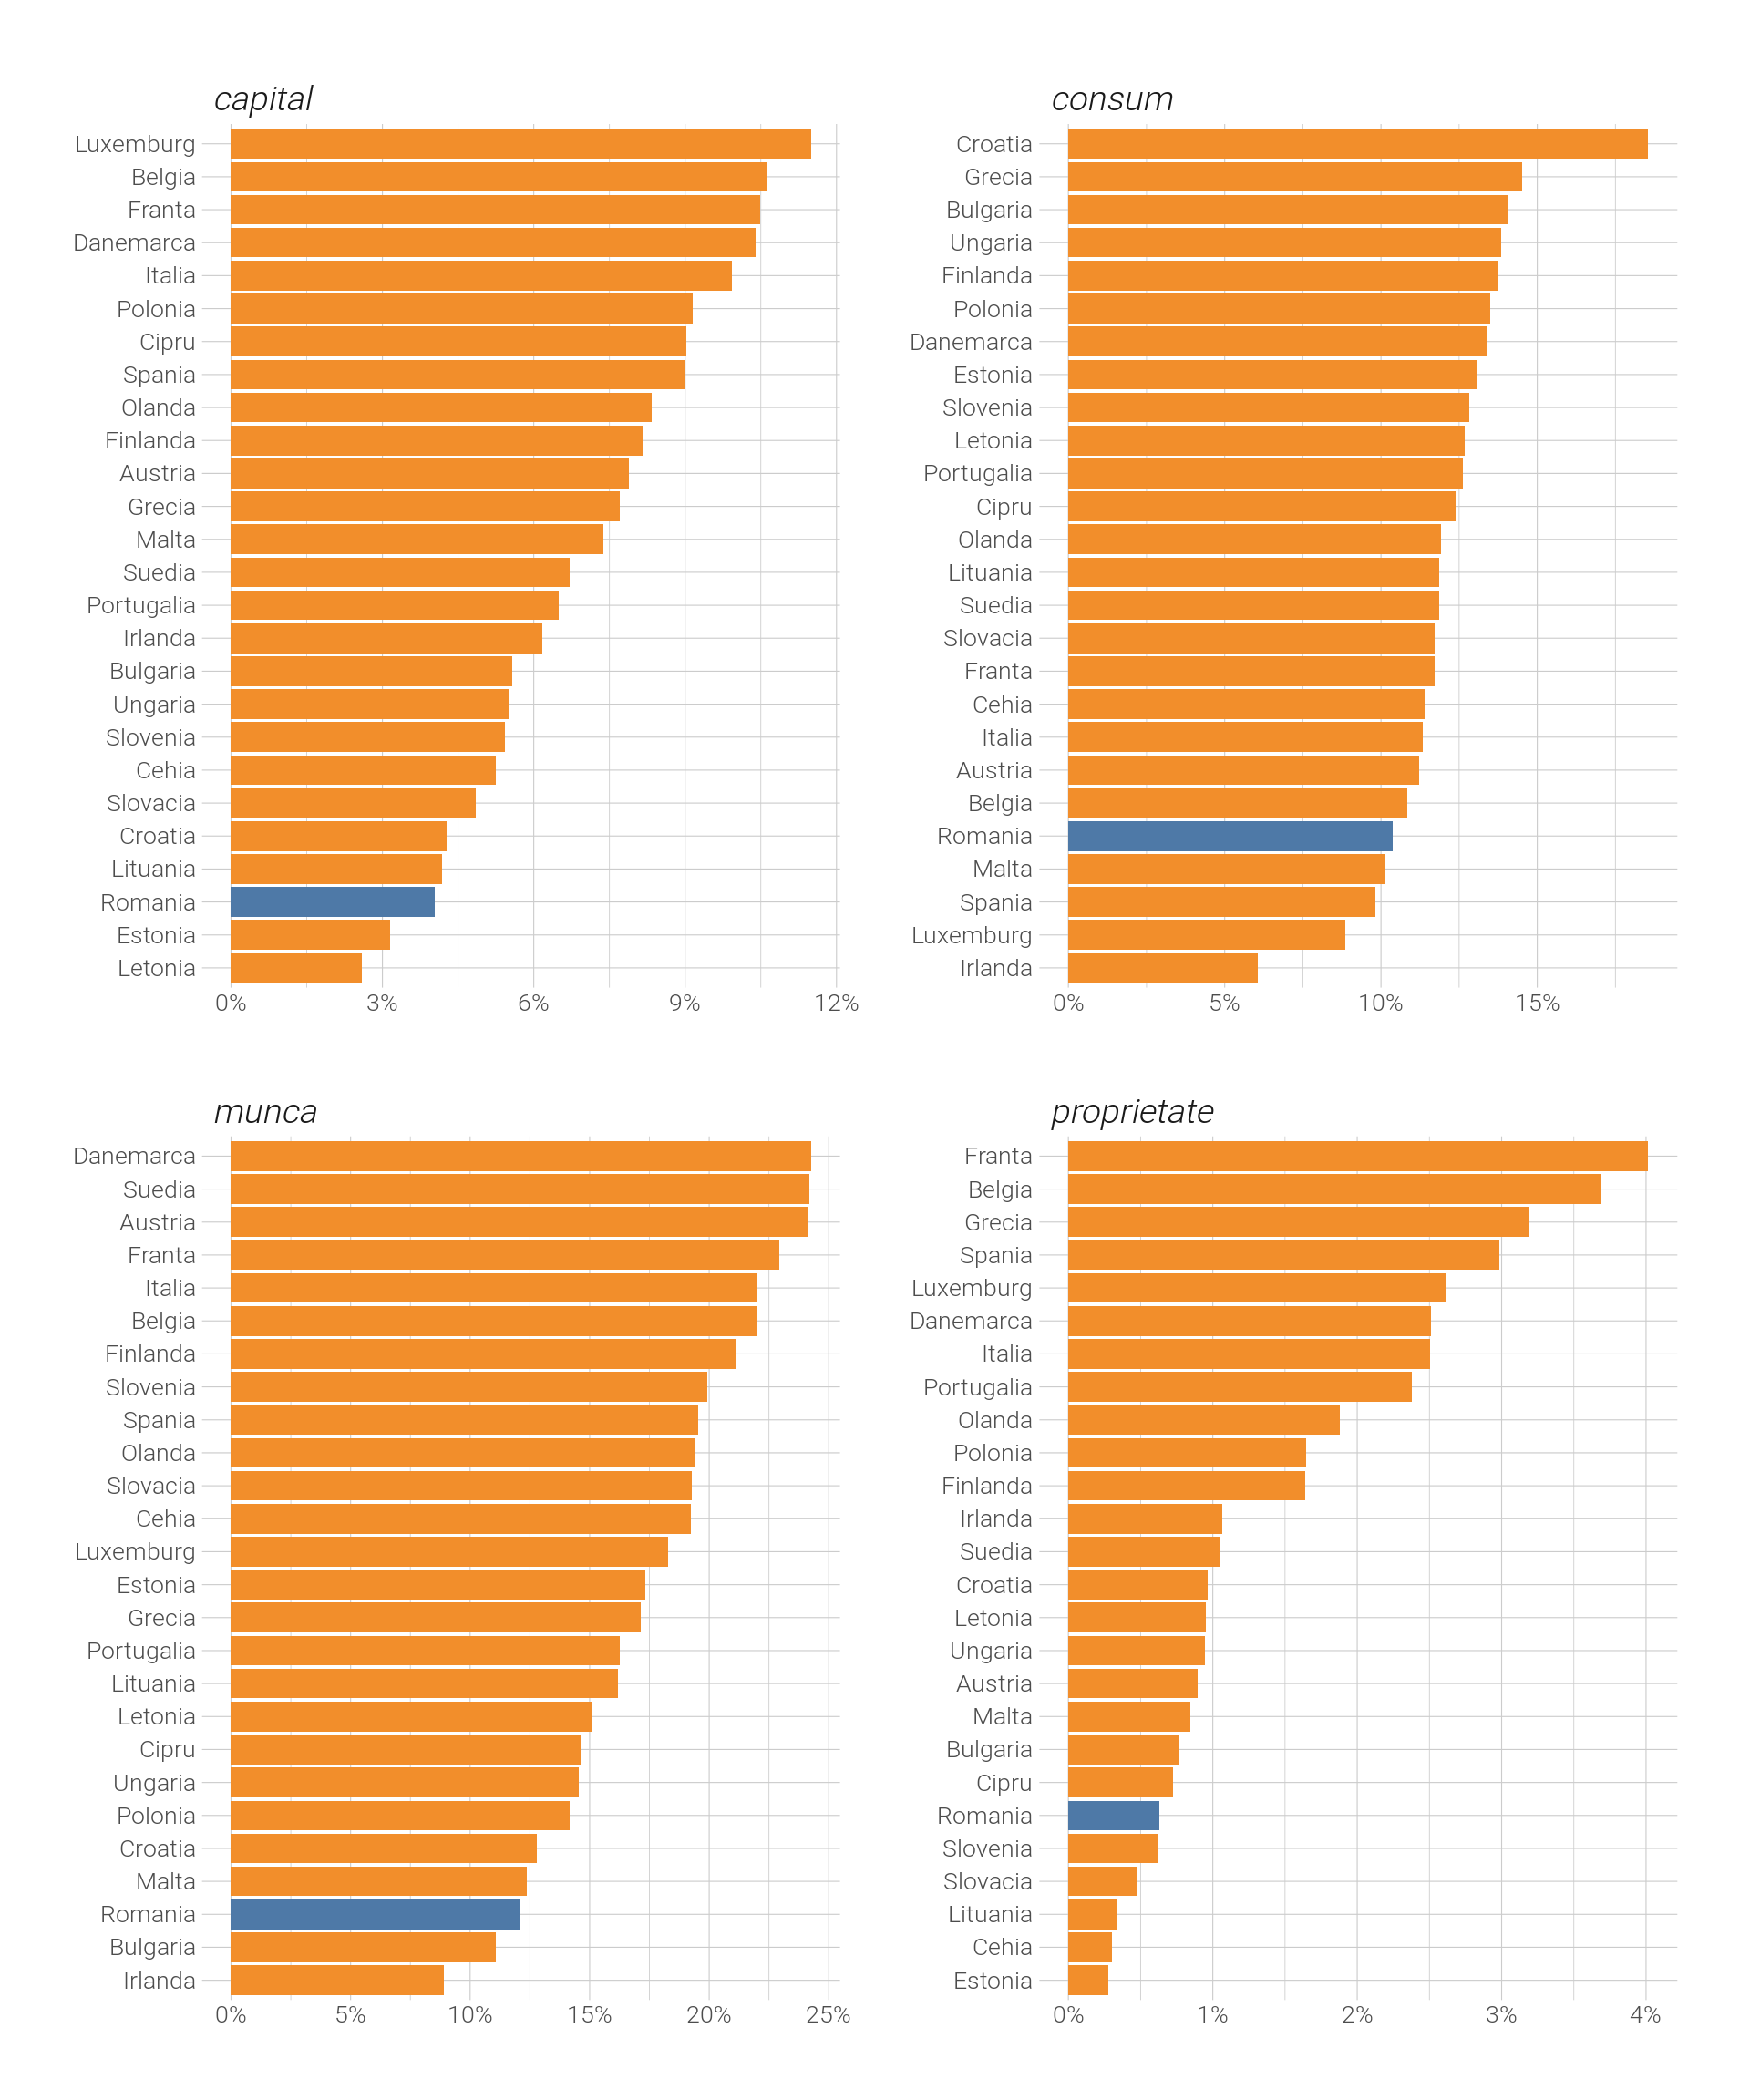 capital
Luxemburg
Belgia
Franta
Danemarca
Italia
Polonia
Cipru
Spania
Olanda
Finlanda
Austria
Grecia
Malta
Suedia
Portugalia
Irlanda
Bulgaria
Ungaria
Slovenia
Cehia
Slovacia
Croatia
Lituania
Romania
Estonia
Letonia
0% 3% 6% 9% 12%
consum
Croatia
Grecia
Bulgaria
Ungaria
Finlanda
Polonia
Danemarca
Estonia
Slovenia
Letonia
Portugalia
Cipru
Olanda
Lituania
Suedia
Slovacia
Franta
Cehia
Italia
Austria
Belgia
Romania
Malta
Spania
Luxemburg
Irlanda
0% 5% 10% 15%
munca
Danemarca
Suedia
Austria
Franta
Italia
Belgia
Finlanda
Slovenia
Spania
Olanda
Slovacia
Cehia
Luxemburg
Estonia
Grecia
Portugalia
Lituania
Letonia
Cipru
Ungaria
Polonia
Croatia
Malta
Romania
Bulgaria
Irlanda
0% 5% 10% 15% 20% 25%
proprietate
Franta
Belgia
Grecia
Spania
Luxemburg
Danemarca
Italia
Portugalia
Olanda
Polonia
Finlanda
Irlanda
Suedia
Croatia
Letonia
Ungaria
Austria
Malta
Bulgaria
Cipru
Romania
Slovenia
Slovacia
Lituania
Cehia
Estonia
0% 1% 2% 3% 4%